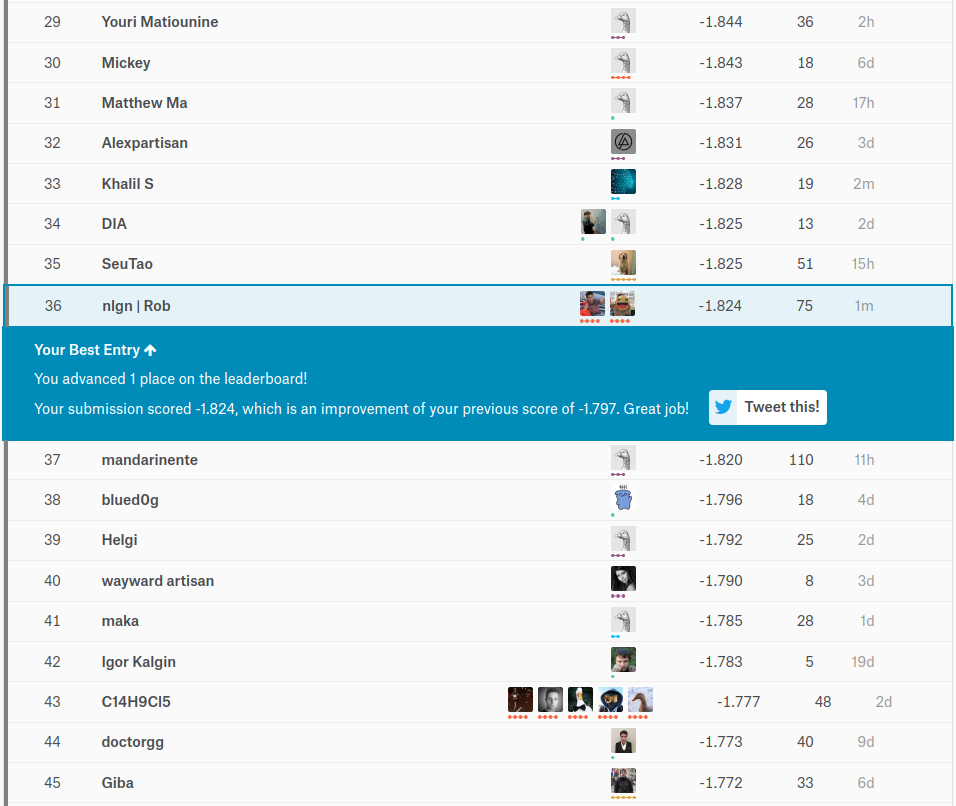 29 Youri Matiounine -1.844 36 2h
30 Mickey -1.843 18 6d
31 Matthew Ma -1.837 28 17h
32 Alexpartisan -1.831 26 3d
33 Khalil S -1.828 19 2m
34 DIA -1.825 13 2d
35 SeuTao -1.825 51 15h
36 nlgn | Rob -1.824 75 1m
Your Best Entry
You advanced 1 place on the leaderboard!
Your submission scored -1.824, which is an improvement of your previous score of -1.797. Great job! Tweet this!
37 mandarinente -1.820 110 11h
38 blued0g -1.796 18 4d
39 Helgi -1.792 25 2d
40 wayward artisan -1.790 8 3d
41 maka -1.785 28 1d
42 Igor Kalgin -1.783 5 19d
43 C14H9Cl5 -1.777 48 2d
44 doctorgg -1.773 40 9d
45 Giba -1.772 33 6d